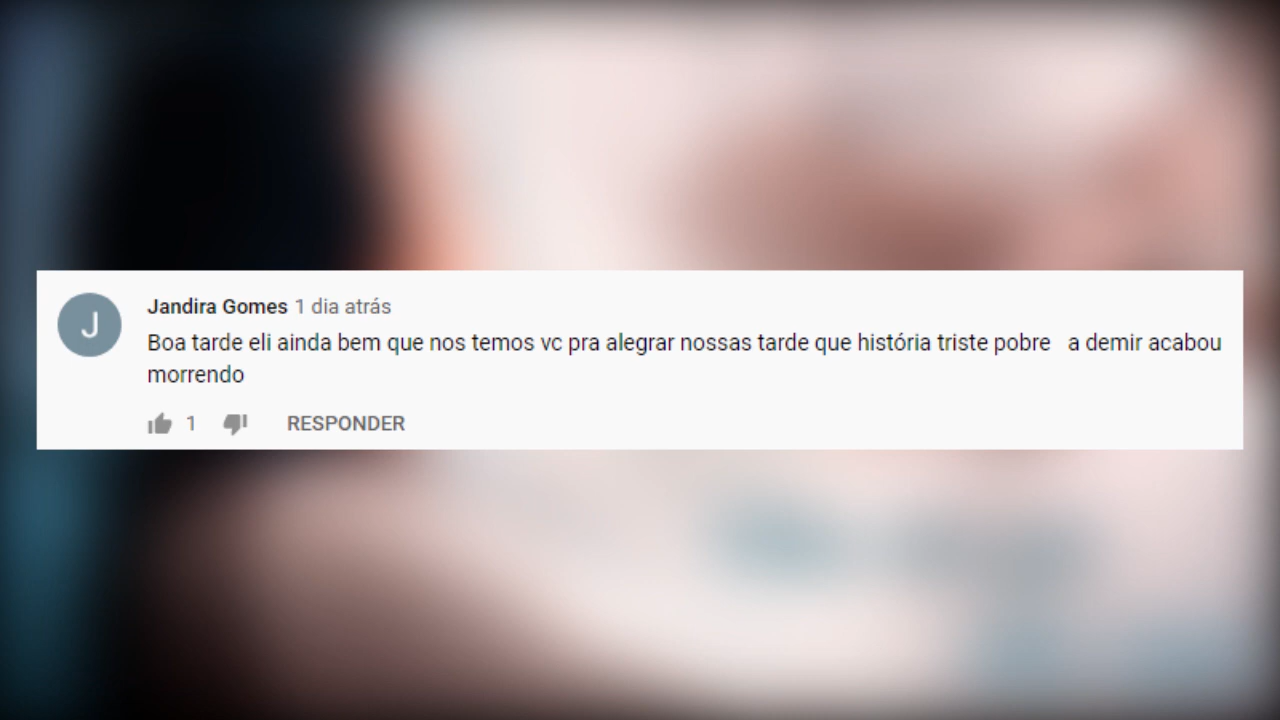 J
Jandira Gomes 1 dia atrás
Boa tarde eli ainda bem que nos temos vc pra alegrar nossas tarde que história triste pobre   a demir acabou
morrendo
1 RESPONDER